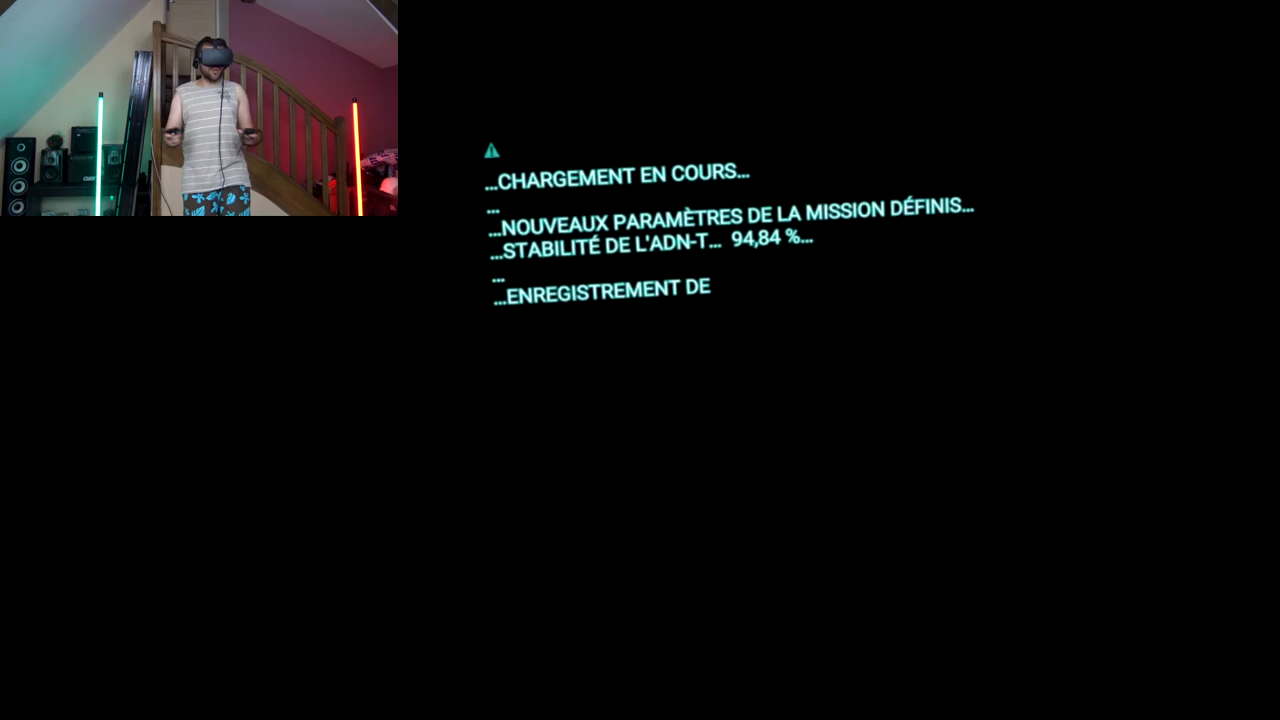 ...CHARGEMENT EN COURS...
...
...NOUVEAUX PARAMÈTRES DE LA MISSION DÉFINIS...
...STABILITÉ DE L'ADN-T... 94,84 %...
...
...ENREGISTREMENT DE